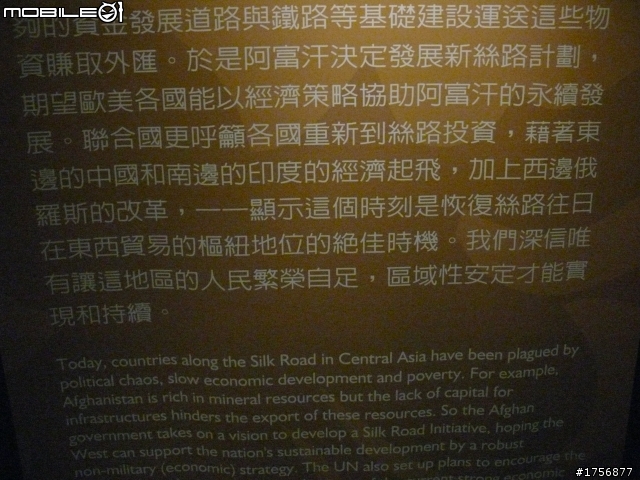 MOBILE01
夠的資金發展道路與鐵路等基礎建設運送這些物
資賺取外匯。於是阿富汗決定發展新絲路計劃，
期望歐美各國能以經濟策略協助阿富汗的永續發
展。聯合國更呼籲各國重新到絲路投資，藉著東
邊的中國和南邊的印度的經濟起飛，加上西邊俄
羅斯的改革，——顯示這個時刻是恢復絲路往日
在東西貿易的樞紐地位的絕佳時機。我們深信唯
有讓這地區的人民繁榮自足，區域性安定才能實
現和持續。
Today, countries along the Silk Road in Central Asia have been plagued by
political chaos, slow economic development and poverty. For example,
Afghanistan is rich in mineral resources but the lack of capital for
infrastructures hinders the export of these resources. So the Afghan
government takes on a vision to develop a Silk Road Initiative, hoping the
West can support the nation's sustainable development by a robust
non-military (economic) strategy. The UN also set up plans to encourage the
current strong economic
#1756877